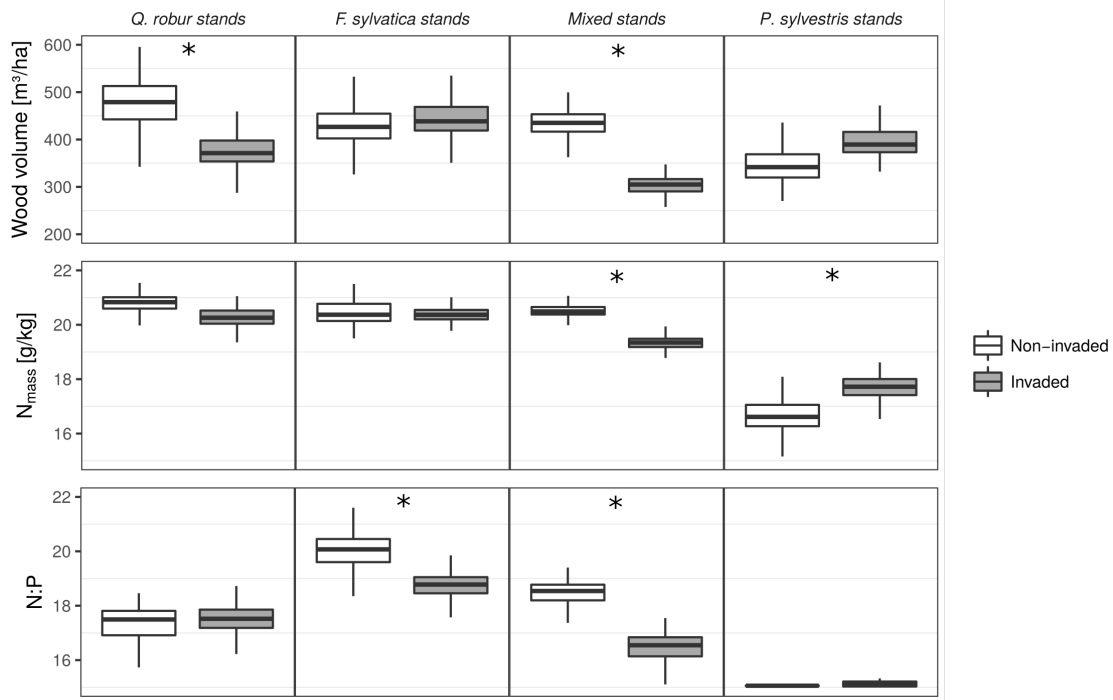 Q. robur stands
F. sylvatica stands
Mixed stands
P. sylvestris stands
Wood volume [m³/ha]
600
500
400
300
200
*
*
Nmass [g/kg]
22
20
18
16
*
*
N:P
22
20
18
16
*
*
Non−invaded
Invaded